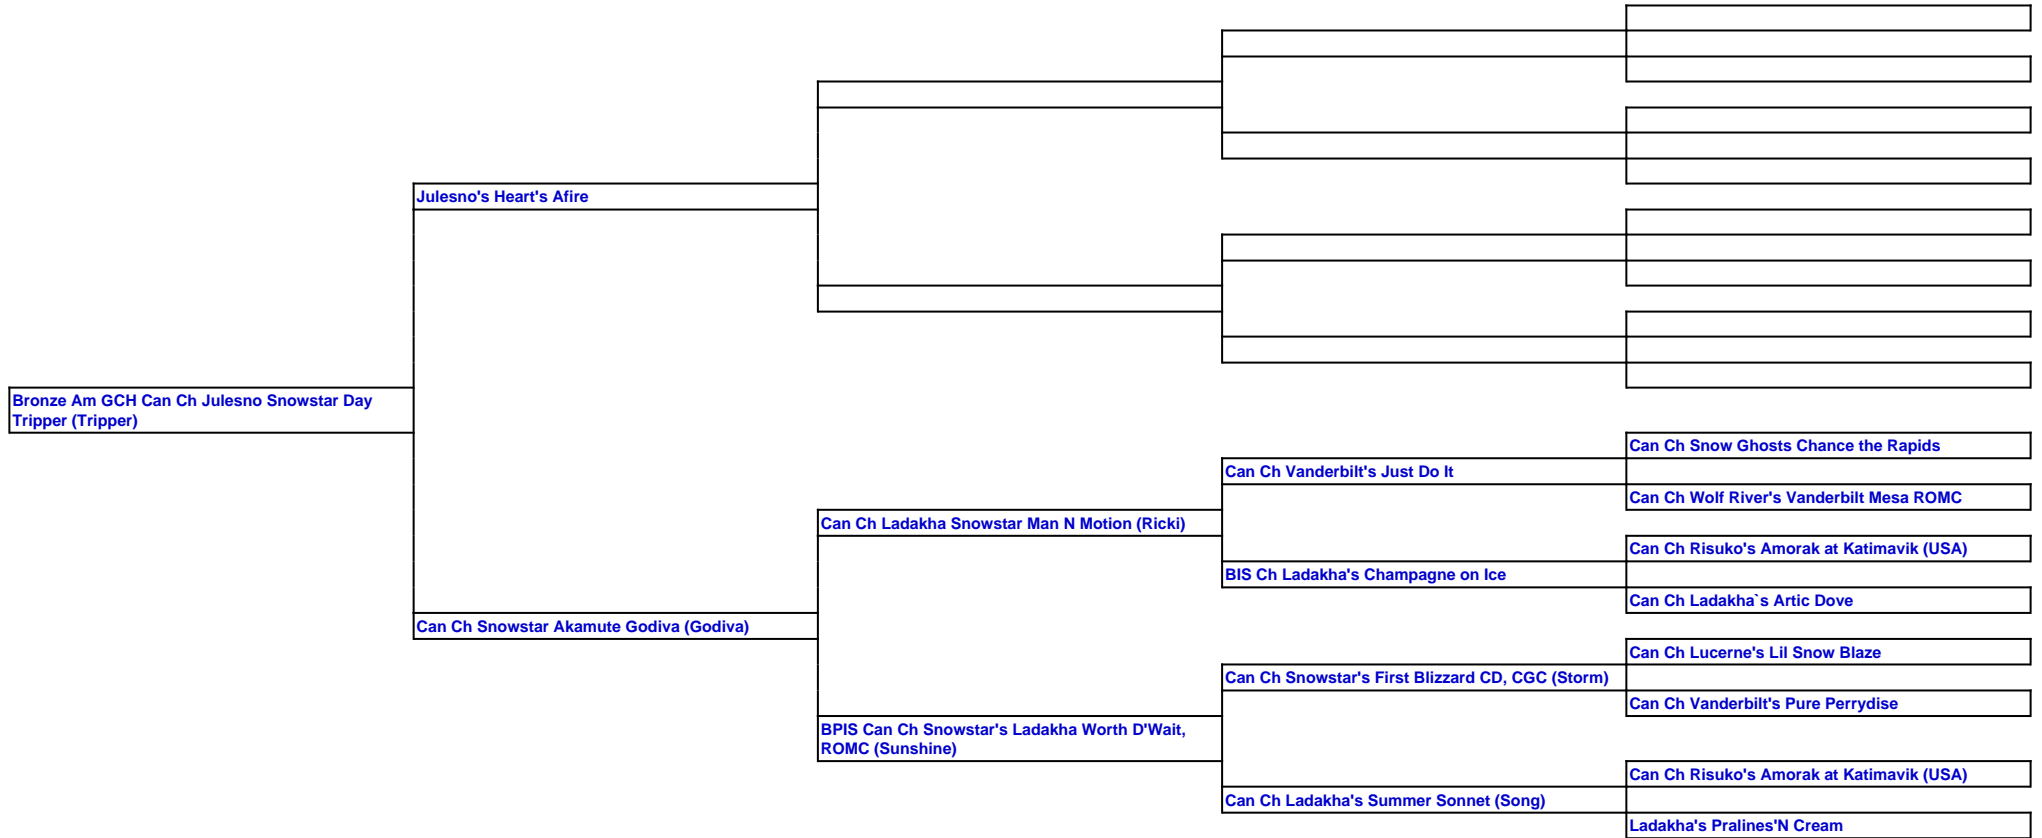 Julesno's Heart's Afire
Bronze Am GCH Can Ch Julesno Snowstar Day
Tripper (Tripper)
Can Ch Snow Ghosts Chance the Rapids
Can Ch Vanderbilt's Just Do It
Can Ch Wolf River's Vanderbilt Mesa ROMC
Can Ch Ladakha Snowstar Man N Motion (Ricki)
Can Ch Risuko's Amorak at Katimavik (USA)
BIS Ch Ladakha's Champagne on Ice
Can Ch Ladakha`s Artic Dove
Can Ch Snowstar Akamute Godiva (Godiva)
Can Ch Lucerne's Lil Snow Blaze
Can Ch Snowstar's First Blizzard CD, CGC (Storm)
Can Ch Vanderbilt's Pure Perrydise
BPIS Can Ch Snowstar's Ladakha Worth D'Wait,
ROMC (Sunshine)
Can Ch Risuko's Amorak at Katimavik (USA)
Can Ch Ladakha's Summer Sonnet (Song)
Ladakha's Pralines'N Cream